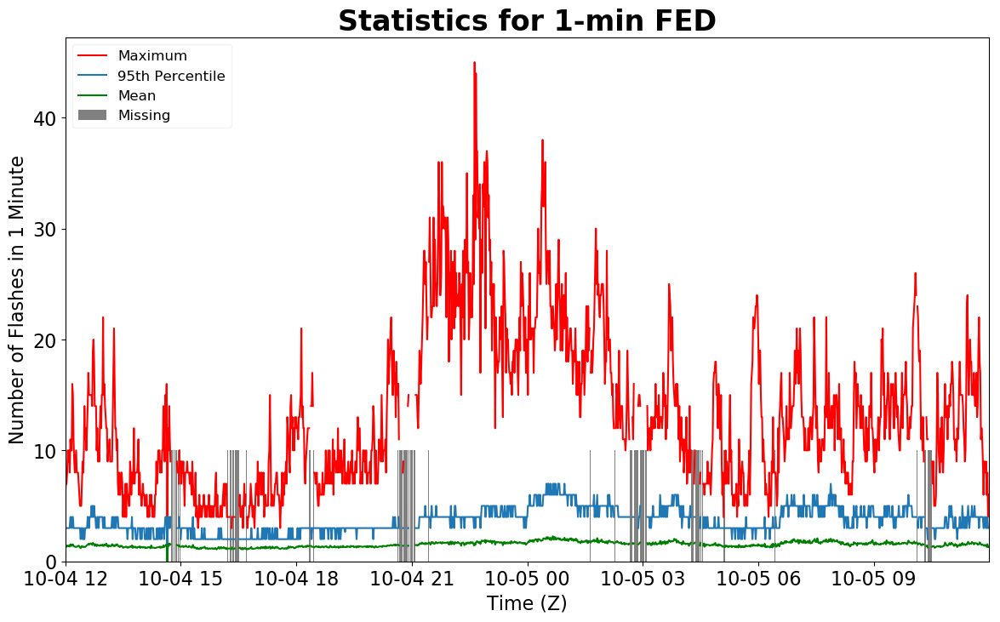 Statistics for 1-min FED
Maximum
95th Percentile
Mean
Missing
Number of Flashes in 1 Minute
40
30
20
10
0
10-04 12
10-04 15
10-04 18
10-04 21
10-05 00
10-05 03
10-05 06
10-05 09
Time (Z)